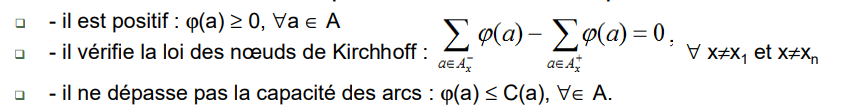 - il est positif : φ(a) ≥ 0, ∀a ∈ A
- il vérifie la loi des nœuds de Kirchhoff : ∑_{a∈A_x^-} φ(a) − ∑_{a∈A_x^+} φ(a) = 0, ∀ x≠x₁ et x≠xₙ
- il ne dépasse pas la capacité des arcs : φ(a) ≤ C(a), ∀∈ A.